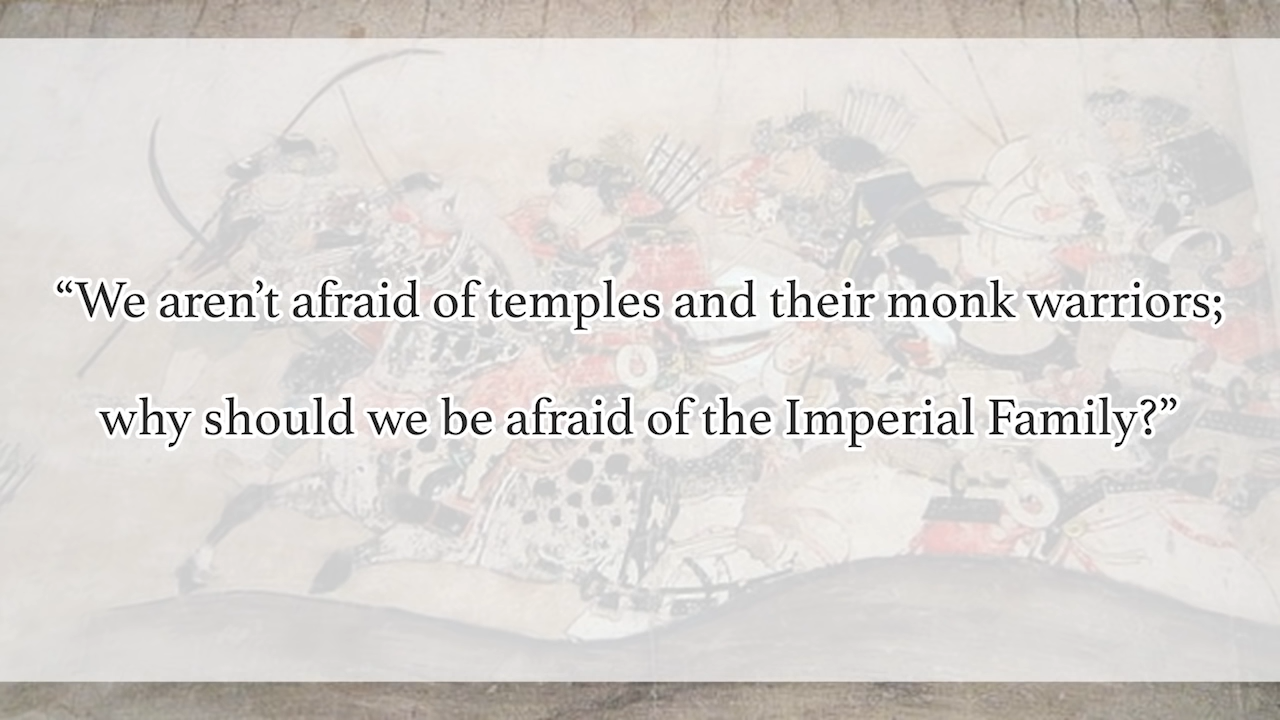 “We aren’t afraid of temples and their monk warriors;
why should we be afraid of the Imperial Family?”